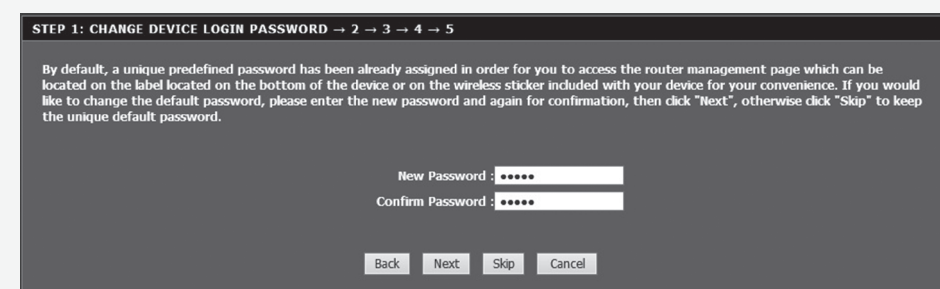 STEP 1: CHANGE DEVICE LOGIN PASSWORD → 2 → 3 → 4 → 5
By default, a unique predefined password has been already assigned in order for you to access the router management page which can be
located on the label located on the bottom of the device or on the wireless sticker included with your device for your convenience. If you would
like to change the default password, please enter the new password and again for confirmation, then click "Next", otherwise click "Skip" to keep
the unique default password.
New Password : •••••
Confirm Password : •••••
Back Next Skip Cancel